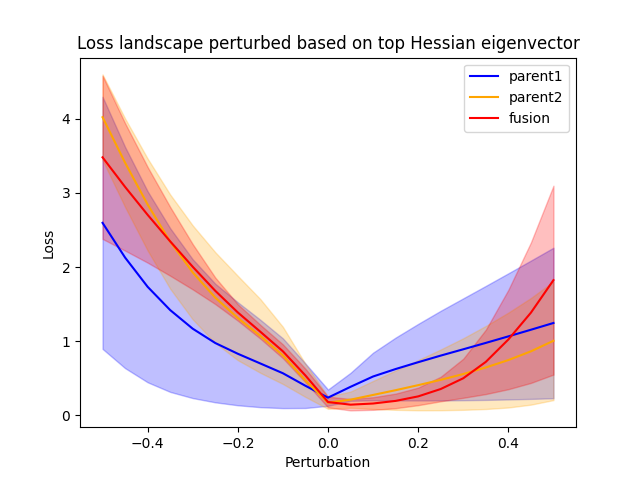 Loss landscape perturbed based on top Hessian eigenvector
parent1
parent2
fusion
4
3
2
1
0
Loss
−0.4
−0.2
0.0
0.2
0.4
Perturbation